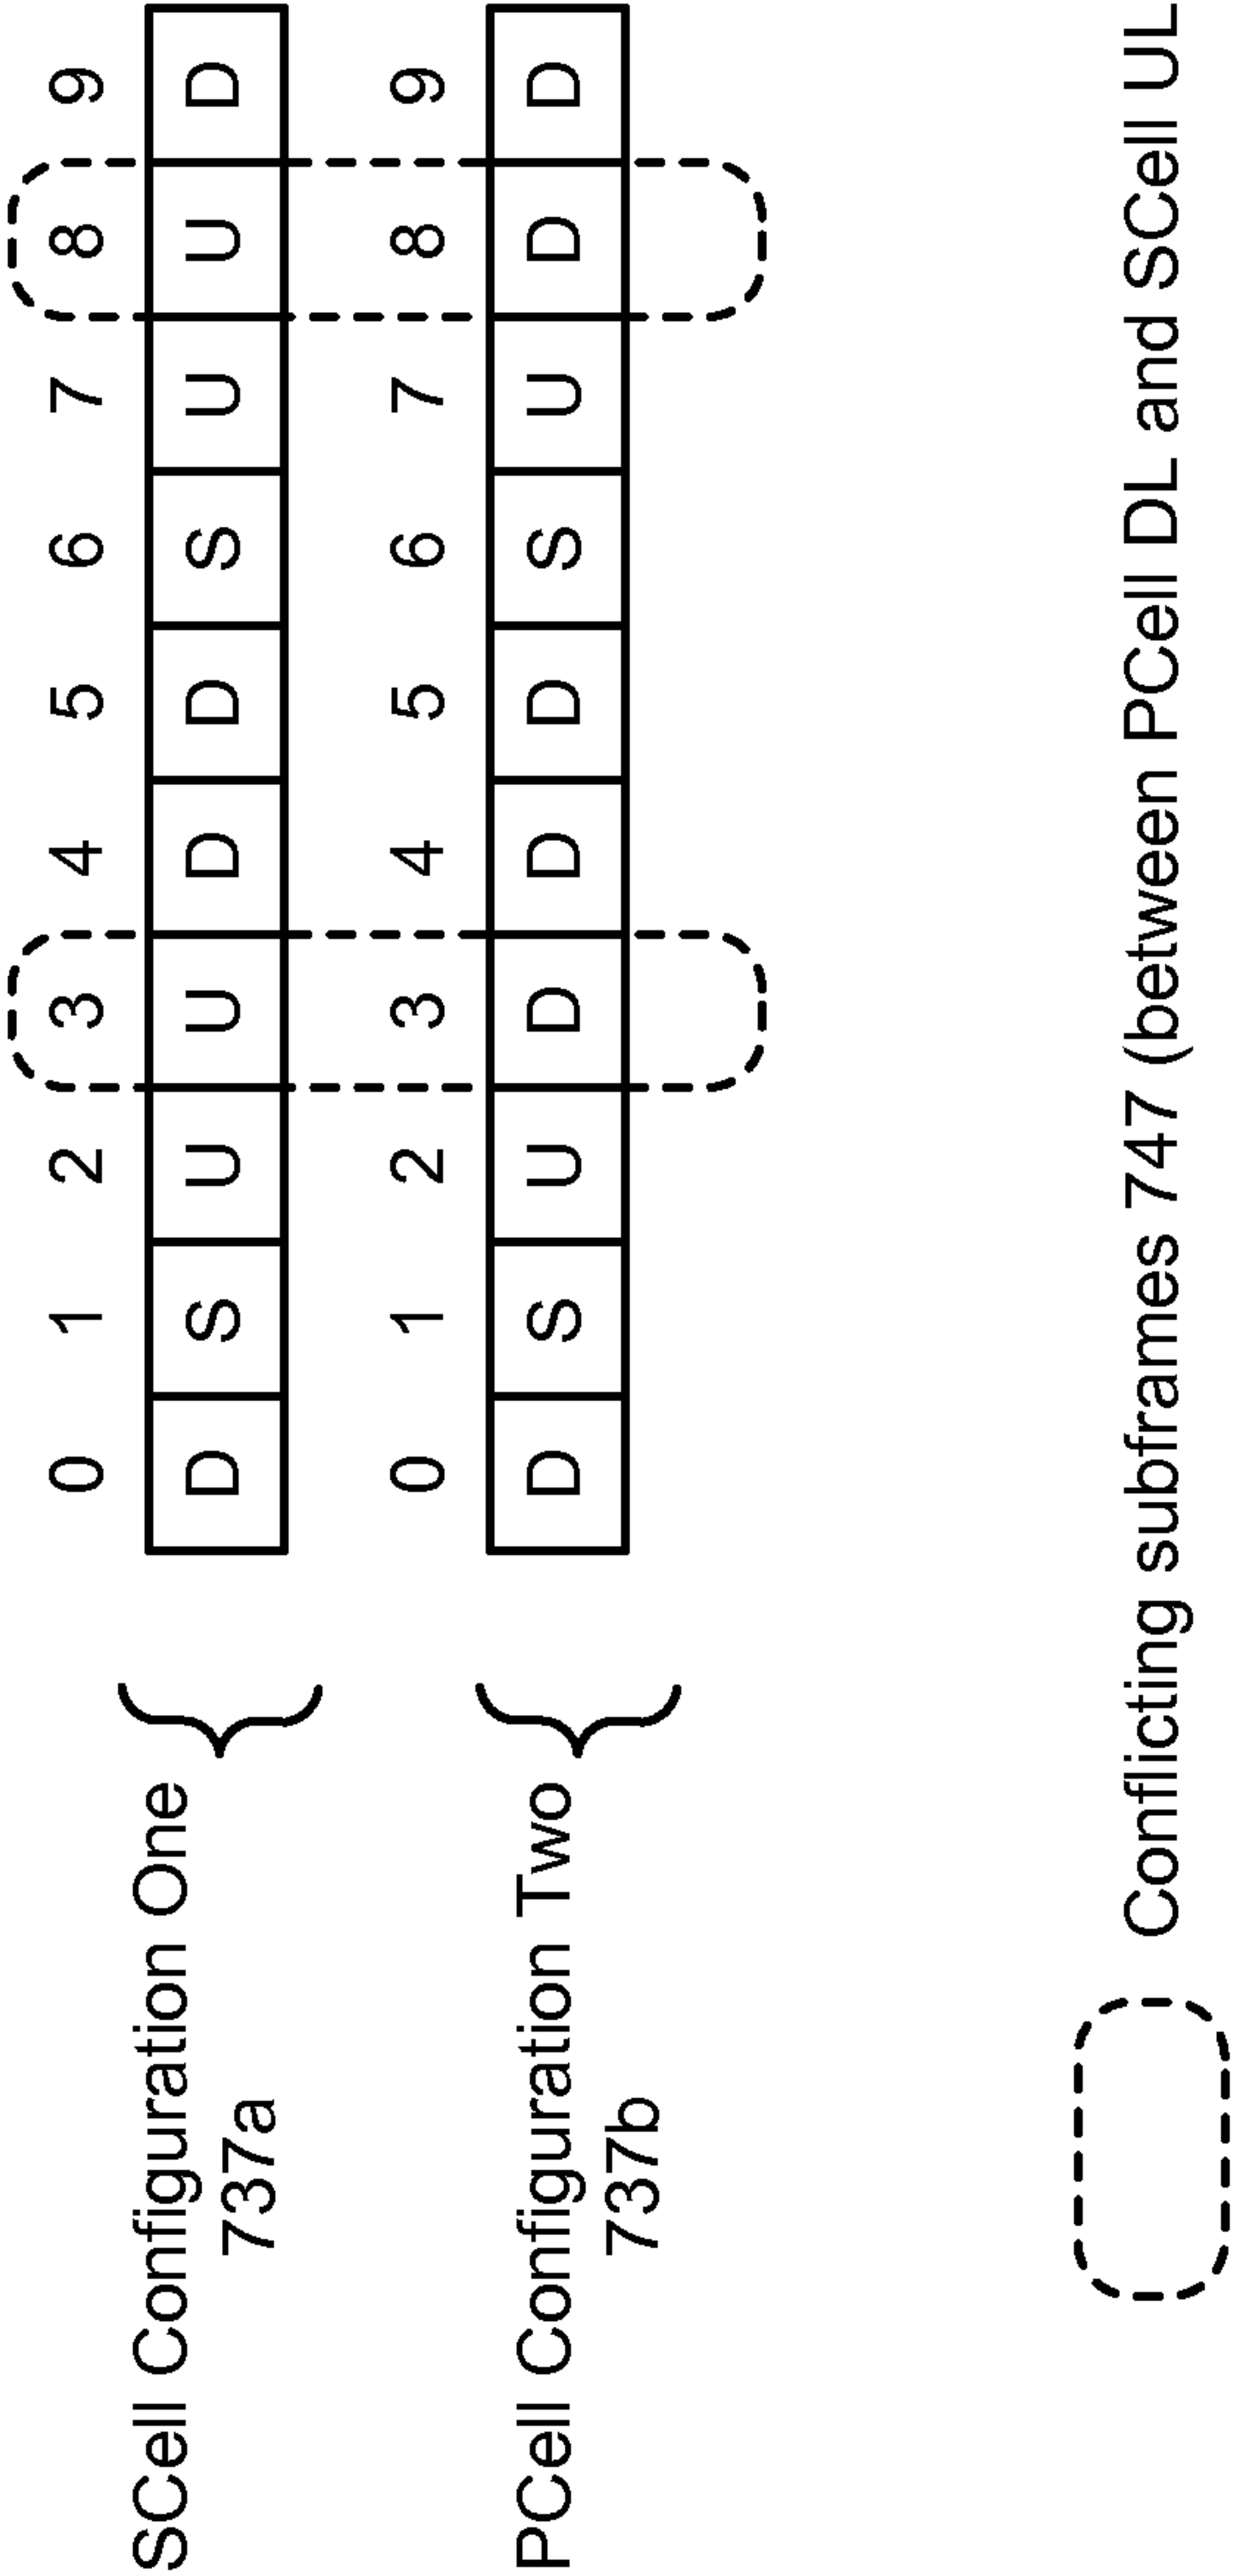 0 1 2 3 4 5 6 7 8 9
SCell Configuration One
737a
D S U U D D S U U D
0 1 2 3 4 5 6 7 8 9
PCell Configuration Two
737b
D S U D D D S U D D
Conflicting subframes 747 (between PCell DL and SCell UL